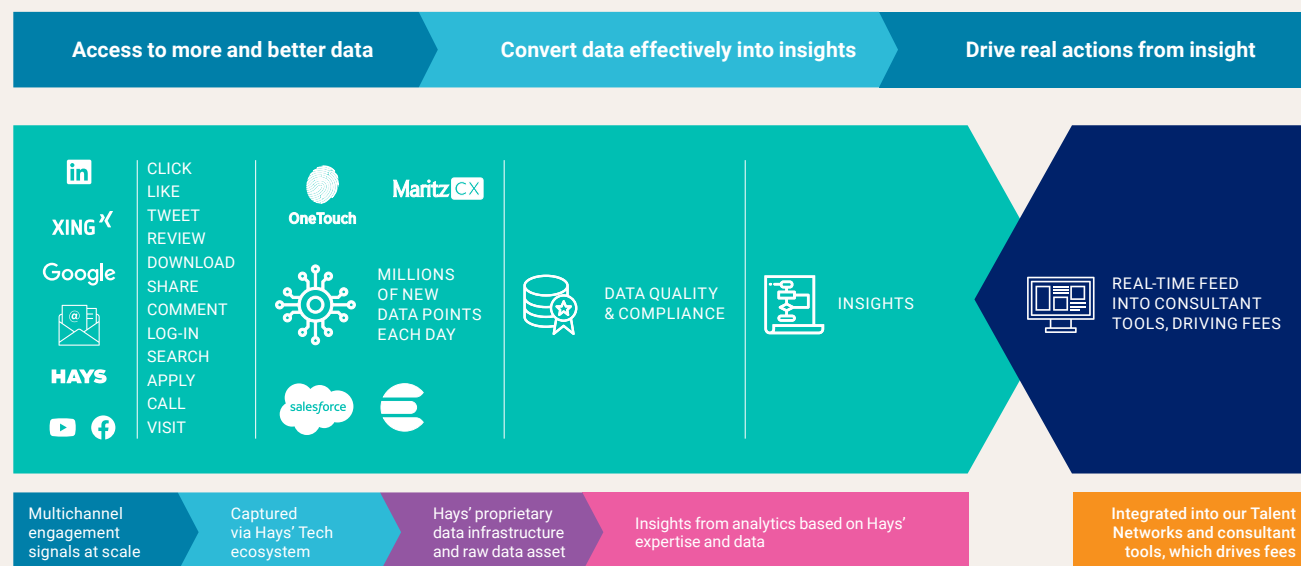 Access to more and better data
Convert data effectively into insights
Drive real actions from insight
in
XING
Google
@
HAYS
CLICK
LIKE
TWEET
REVIEW
DOWNLOAD
SHARE
COMMENT
LOG-IN
SEARCH
APPLY
CALL
VISIT
OneTouch
Maritz CX
MILLIONS
OF NEW
DATA POINTS
EACH DAY
salesforce
DATA QUALITY
& COMPLIANCE
INSIGHTS
REAL-TIME FEED
INTO CONSULTANT
TOOLS, DRIVING FEES
Multichannel
engagement
signals at scale
Captured
via Hays' Tech
ecosystem
Hays' proprietary
data infrastructure
and raw data asset
Insights from analytics based on Hays'
expertise and data
Integrated into our Talent
Networks and consultant
tools, which drives fees